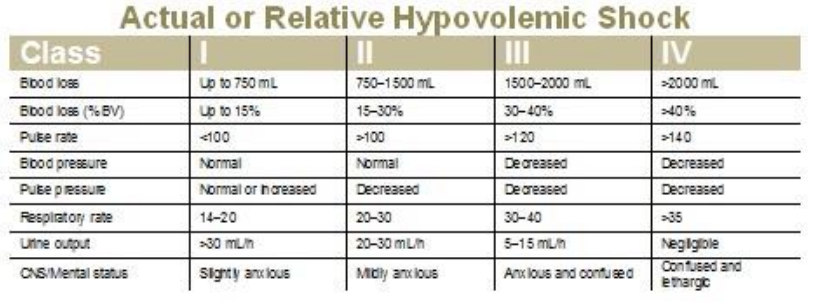 Actual or Relative Hypovolemic Shock
Class I II III IV
Blood loss Up to 750 mL 750–1500 mL 1500–2000 mL >2000 mL
Blood loss (% BV) Up to 15% 15–30% 30–40% >40%
Pulse rate <100 >100 >120 >140
Blood pressure Normal Normal Decreased Decreased
Pulse pressure Normal or increased Decreased Decreased Decreased
Respiratory rate 14–20 20–30 30–40 >35
Urine output >30 mL/h 20–30 mL/h 5–15 mL/h Negligible
CNS/Mental status Slightly anxious Mildly anxious Anxious and confused Confused and
lethargic